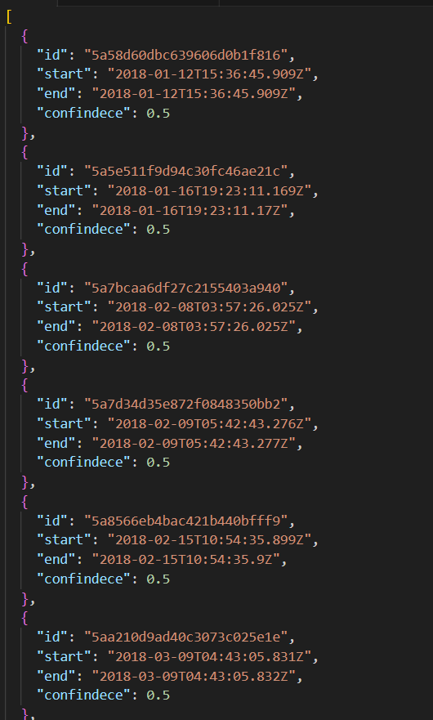 [
{
"id": "5a58d60dbc639606d0b1f816",
"start": "2018-01-12T15:36:45.909Z",
"end": "2018-01-12T15:36:45.909Z",
"confindece": 0.5
},
{
"id": "5a5e511f9d94c30fc46ae21c",
"start": "2018-01-16T19:23:11.169Z",
"end": "2018-01-16T19:23:11.17Z",
"confindece": 0.5
},
{
"id": "5a7bcaa6df27c2155403a940",
"start": "2018-02-08T03:57:26.025Z",
"end": "2018-02-08T03:57:26.025Z",
"confindece": 0.5
},
{
"id": "5a7d34d35e872f0848350bb2",
"start": "2018-02-09T05:42:43.276Z",
"end": "2018-02-09T05:42:43.277Z",
"confindece": 0.5
},
{
"id": "5a8566eb4bac421b440bfff9",
"start": "2018-02-15T10:54:35.899Z",
"end": "2018-02-15T10:54:35.9Z",
"confindece": 0.5
},
{
"id": "5aa210d9ad40c3073c025e1e",
"start": "2018-03-09T04:43:05.831Z",
"end": "2018-03-09T04:43:05.832Z",
"confindece": 0.5
},